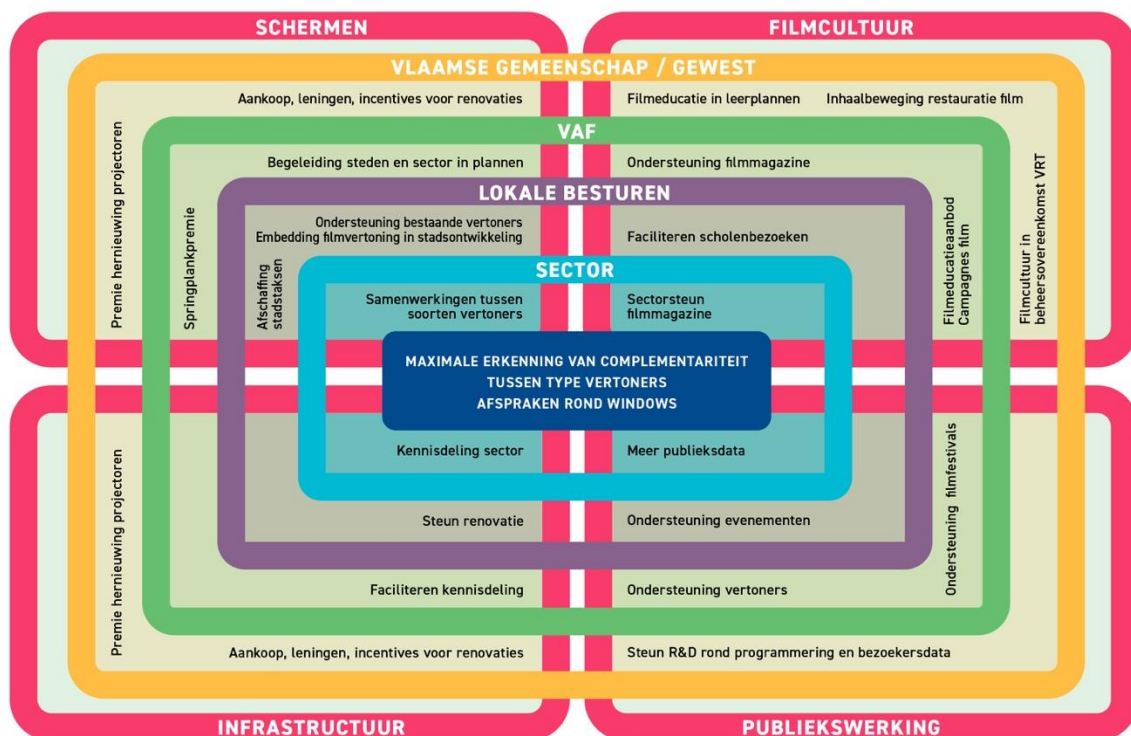 SCHERMEN
FILMCULTUUR
VLAAMSE GEMEENSCHAP / GEWEST
Aankoop, leningen, incentives voor renovaties
Filmeducatie in leerplannen
Inhaalbeweging restauratie film
VAF
Begeleiding steden en sector in plannen
Ondersteuning filmmagazine
LOKALE BESTUREN
Ondersteuning bestaande vertoners
Embedding filmvertoning in stadsontwikkeling
Faciliteren scholenbezoeken
Premie hernieuwing projectoren
Springplankpremie
Afschaffing
stadstaksen
SECTOR
Samenwerkingen tussen
soorten vertoners
Sectorsteun
filmmagazine
Filmeducatieaanbod
Campagnes film
Filmcultuur in
beheersovereenkomst VRT
MAXIMALE ERKENNING VAN COMPLEMENTARITEIT
TUSSEN TYPE VERTONERS
AFSPRAKEN ROND WINDOWS
Kennisdeling sector
Meer publieksdata
Steun renovatie
Ondersteuning evenementen
Premie hernieuwing projectoren
Ondersteuning filmfestivals
Faciliteren kennisdeling
Ondersteuning vertoners
Aankoop, leningen, incentives voor renovaties
Steun R&D rond programmering en bezoekersdata
INFRASTRUCTUUR
PUBLIEKSWERKING